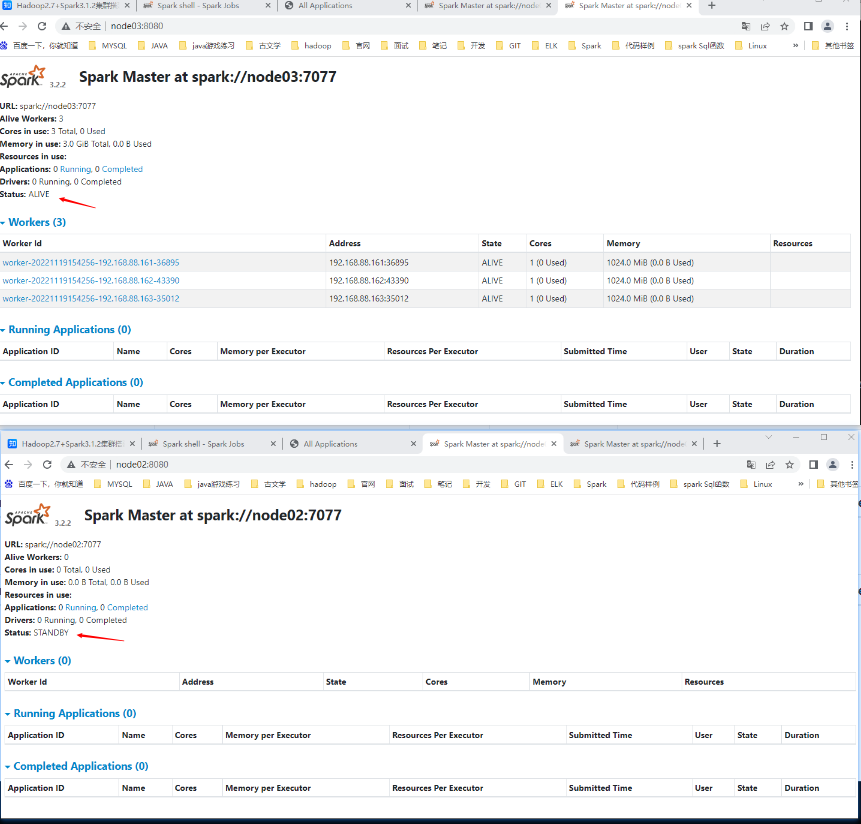 Hadoop2.7+Spark3.1.2集群搭 Spark shell - Spark Jobs All Applications Spark Master at spark://node Spark Master at spark://node
不安全 node03:8080
百度一下，你就知道 MYSQL JAVA java游戏练习 古文学 hadoop 官网 面试 笔记 开发 GIT ELK Spark 代码样例 spark Sql函数 Linux » 其他书签
APACHE Spark 3.2.2 Spark Master at spark://node03:7077
URL: spark://node03:7077
Alive Workers: 3
Cores in use: 3 Total, 0 Used
Memory in use: 3.0 GiB Total, 0.0 B Used
Resources in use:
Applications: 0 Running, 0 Completed
Drivers: 0 Running, 0 Completed
Status: ALIVE
Workers (3)
Worker Id Address State Cores Memory Resources
worker-20221119154256-192.168.88.161-36895 192.168.88.161:36895 ALIVE 1 (0 Used) 1024.0 MiB (0.0 B Used)
worker-20221119154256-192.168.88.162-43390 192.168.88.162:43390 ALIVE 1 (0 Used) 1024.0 MiB (0.0 B Used)
worker-20221119154256-192.168.88.163-35012 192.168.88.163:35012 ALIVE 1 (0 Used) 1024.0 MiB (0.0 B Used)
Running Applications (0)
Application ID Name Cores Memory per Executor Resources Per Executor Submitted Time User State Duration
Completed Applications (0)
Application ID Name Cores Memory per Executor Resources Per Executor Submitted Time User State Duration
Hadoop2.7+Spark3.1.2集群搭 Spark shell - Spark Jobs All Applications Spark Master at spark://node Spark Master at spark://node
不安全 node02:8080
百度一下，你就知道 MYSQL JAVA java游戏练习 古文学 hadoop 官网 面试 笔记 开发 GIT ELK Spark 代码样例 spark Sql函数 Linux » 其他书签
APACHE Spark 3.2.2 Spark Master at spark://node02:7077
URL: spark://node02:7077
Alive Workers: 0
Cores in use: 0 Total, 0 Used
Memory in use: 0.0 B Total, 0.0 B Used
Resources in use:
Applications: 0 Running, 0 Completed
Drivers: 0 Running, 0 Completed
Status: STANDBY
Workers (0)
Worker Id Address State Cores Memory Resources
Running Applications (0)
Application ID Name Cores Memory per Executor Resources Per Executor Submitted Time User State Duration
Completed Applications (0)
Application ID Name Cores Memory per Executor Resources Per Executor Submitted Time User State Duration